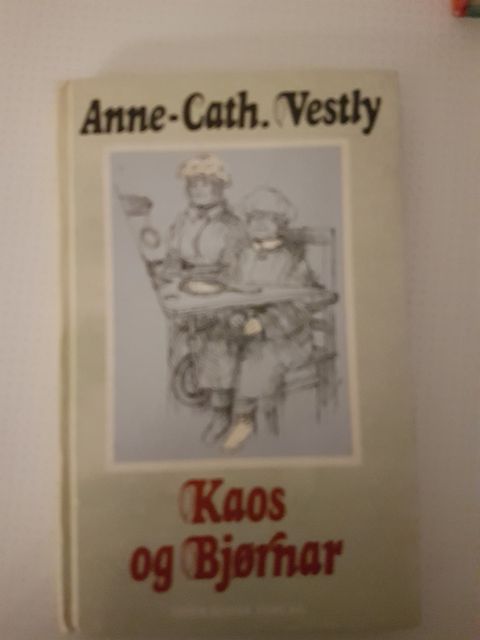 Anne-Cath. Vestly
Kaos
og Bjørnar